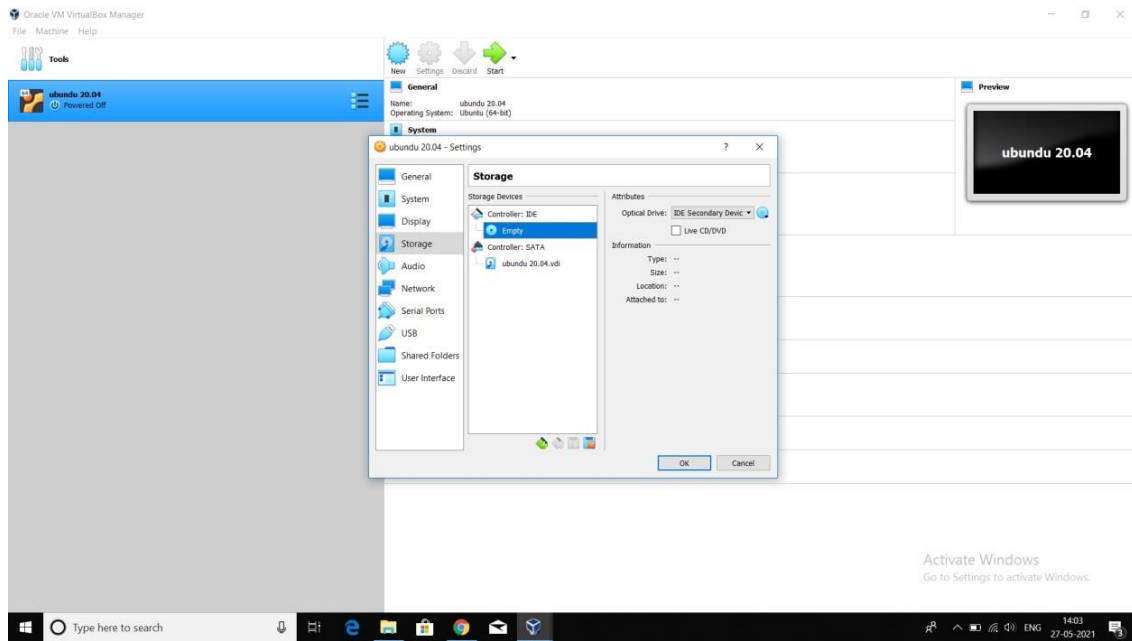 Oracle VM VirtualBox Manager
File Machine Help
Tools
New Settings Discard Start
ubundu 20.04
Powered Off
General
Name: ubundu 20.04
Operating System: Ubuntu (64-bit)
System
Preview
ubundu 20.04
ubundu 20.04 - Settings
General
System
Display
Storage
Audio
Network
Serial Ports
USB
Shared Folders
User Interface
Storage
Storage Devices
Controller: IDE
Empty
Controller: SATA
ubundu 20.04.vdi
Attributes
Optical Drive: IDE Secondary Devic
Live CD/DVD
Information
Type: --
Size: --
Location: --
Attached to: --
OK Cancel
Activate Windows
Go to Settings to activate Windows.
Type here to search
ENG
14:03
27-05-2021
3